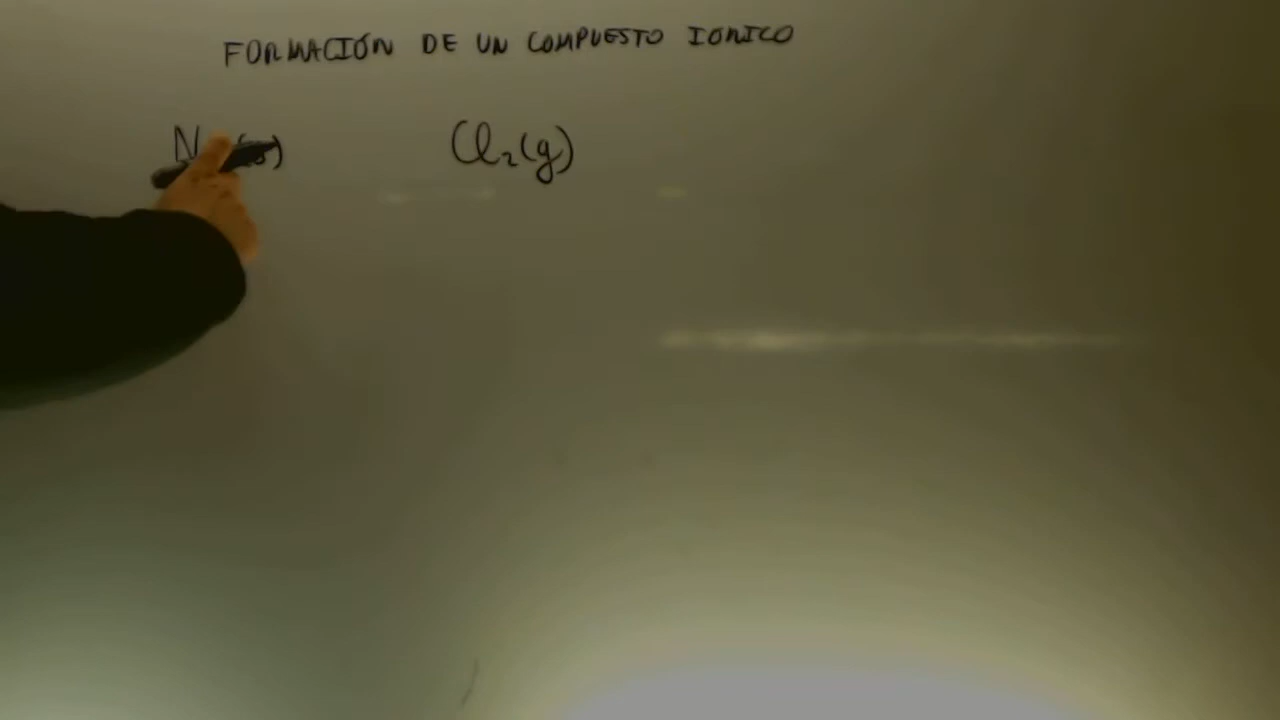 FORMACIÓN DE UN COMPUESTO IONICO
N (s) Cl₂(g)